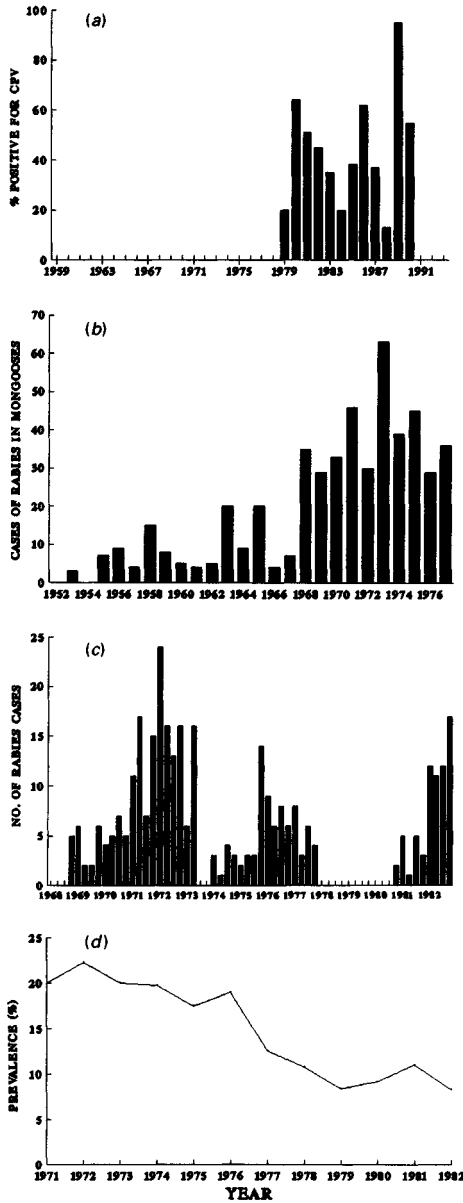 (a)
% POSITIVE FOR CPV
100
80
60
40
20
0
1959 1963 1967 1971 1975 1979 1983 1987 1991
(b)
CASES OF RABIES IN MONGOOSES
70
60
50
40
30
20
10
0
1952 1954 1956 1958 1960 1962 1964 1966 1968 1970 1972 1974 1976
(c)
NO. OF RABIES CASES
25
20
15
10
5
0
1968 1969 1970 1971 1972 1973 1974 1975 1976 1977 1978 1979 1980 1981 1982
(d)
PREVALENCE (%)
25
20
15
10
5
0
1971 1972 1973 1974 1975 1976 1977 1978 1979 1980 1981 1982
YEAR